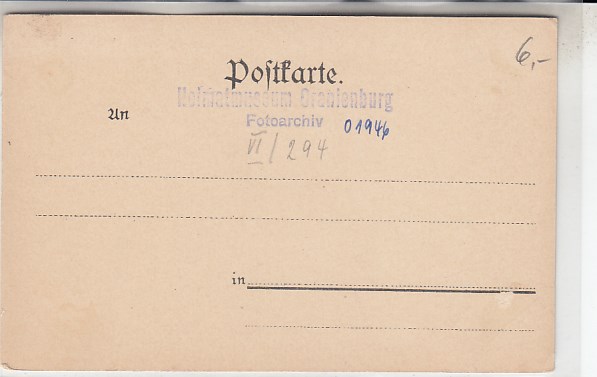 6,-
Postkarte.
Heimatmuseum Oranienburg
An
Fotoarchiv
01946
VI/294
in